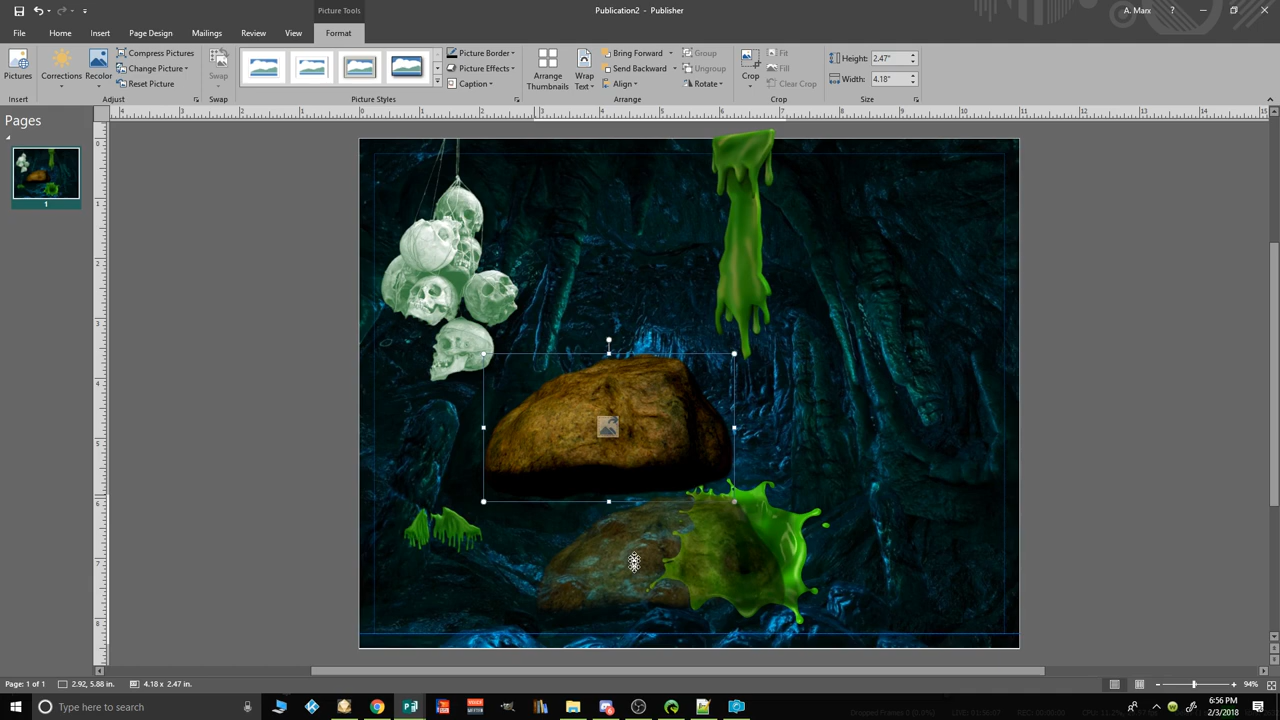 Picture Tools
Publication2 - Publisher
A. Marx
?
File
Home
Insert
Page Design
Mailings
Review
View
Format
Pictures
Corrections
Recolor
Compress Pictures
Change Picture
Reset Picture
Swap
Picture Border
Picture Effects
Caption
Arrange Thumbnails
Wrap Text
Bring Forward
Send Backward
Align
Group
Ungroup
Rotate
Crop
Fit
Fill
Clear Crop
Height: 2.47"
Width: 4.18"
Insert
Adjust
Swap
Picture Styles
Arrange
Crop
Size
Pages
1
Page: 1 of 1
2.92, 5.88 in.
4.18 x 2.47 in.
94%
Type here to search
6:56 PM
2/3/2018